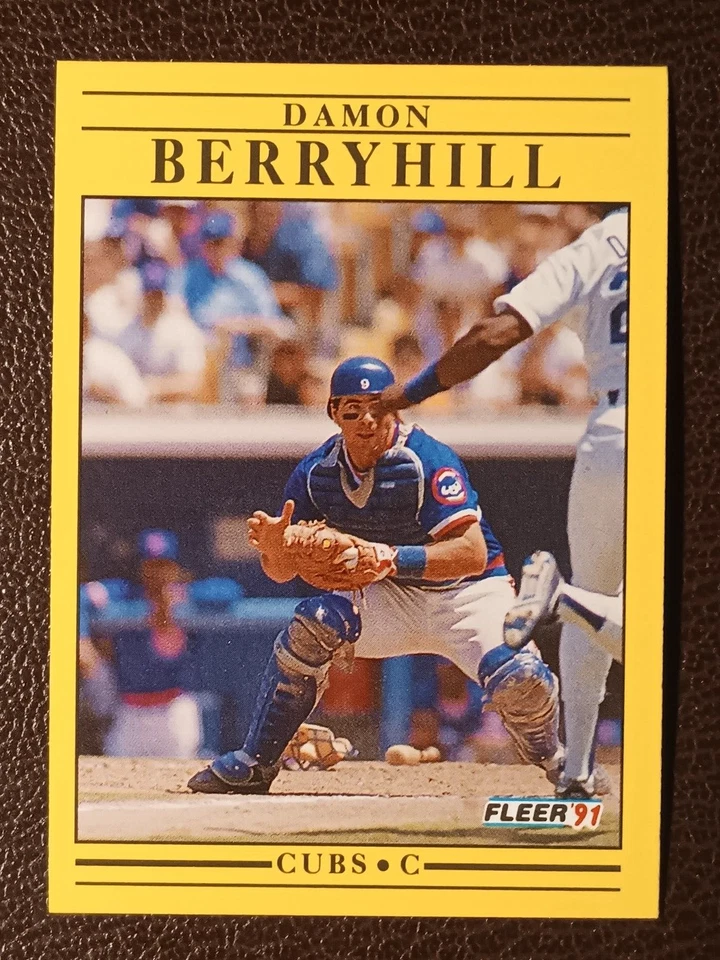 DAMON
BERRYHILL
9
FLEER '91
CUBS • C